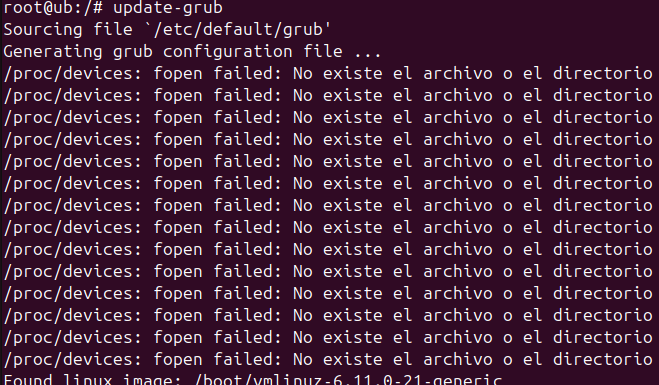 root@ub:/# update-grub
Sourcing file `/etc/default/grub'
Generating grub configuration file ...
/proc/devices: fopen failed: No existe el archivo o el directorio
/proc/devices: fopen failed: No existe el archivo o el directorio
/proc/devices: fopen failed: No existe el archivo o el directorio
/proc/devices: fopen failed: No existe el archivo o el directorio
/proc/devices: fopen failed: No existe el archivo o el directorio
/proc/devices: fopen failed: No existe el archivo o el directorio
/proc/devices: fopen failed: No existe el archivo o el directorio
/proc/devices: fopen failed: No existe el archivo o el directorio
/proc/devices: fopen failed: No existe el archivo o el directorio
/proc/devices: fopen failed: No existe el archivo o el directorio
/proc/devices: fopen failed: No existe el archivo o el directorio
/proc/devices: fopen failed: No existe el archivo o el directorio
/proc/devices: fopen failed: No existe el archivo o el directorio
/proc/devices: fopen failed: No existe el archivo o el directorio
Found linux image: /boot/vmlinuz-6.11.0-21-generic